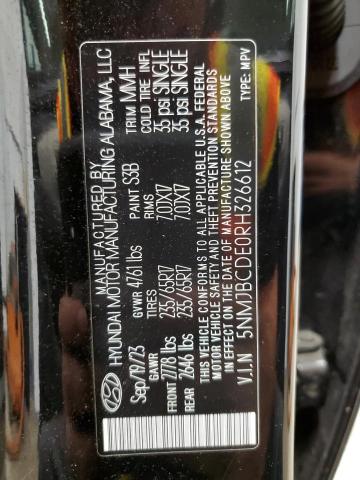 MANUFACTURED BY
HYUNDAI MOTOR MANUFACTURING ALABAMA, LLC
Sep/19/23 GVWR 4761 lbs PAINT S3B TRIM MMH
GAWR TIRES RIMS COLD TIRE INFL
FRONT 2778 lbs 235/65R17 7.0JX17 35 psi SINGLE
REAR 2646 lbs 235/65R17 7.0JX17 35 psi SINGLE
THIS VEHICLE CONFORMS TO ALL APPLICABLE U.S.A. FEDERAL
MOTOR VEHICLE SAFETY AND THEFT PREVENTION STANDARDS
IN EFFECT ON THE DATE OF MANUFACTURE SHOWN ABOVE
V.I.N 5NMJBCDE0RH326612 TYPE: MPV